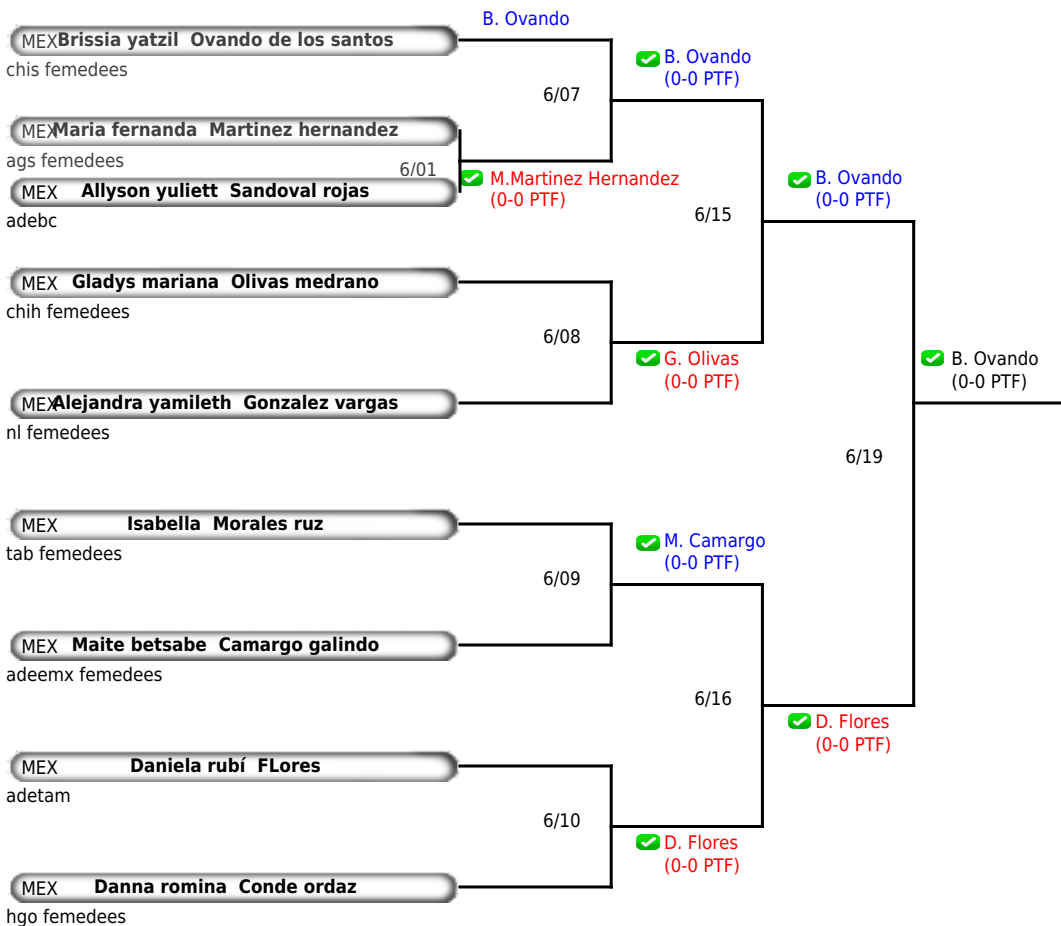 B. Ovando
MEX Brissia yatzil Ovando de los santos
chis femedees
B. Ovando
(0-0 PTF)
6/07
MEX Maria fernanda Martinez hernandez
ags femedees
6/01
M.Martinez Hernandez
(0-0 PTF)
MEX Allyson yuliett Sandoval rojas
adebc
B. Ovando
(0-0 PTF)
6/15
MEX Gladys mariana Olivas medrano
chih femedees
6/08
G. Olivas
(0-0 PTF)
B. Ovando
(0-0 PTF)
MEX Alejandra yamileth Gonzalez vargas
nl femedees
6/19
MEX Isabella Morales ruz
tab femedees
M. Camargo
(0-0 PTF)
6/09
MEX Maite betsabe Camargo galindo
adeemx femedees
6/16
D. Flores
(0-0 PTF)
MEX Daniela rubí FLores
adetam
6/10
D. Flores
(0-0 PTF)
MEX Danna romina Conde ordaz
hgo femedees